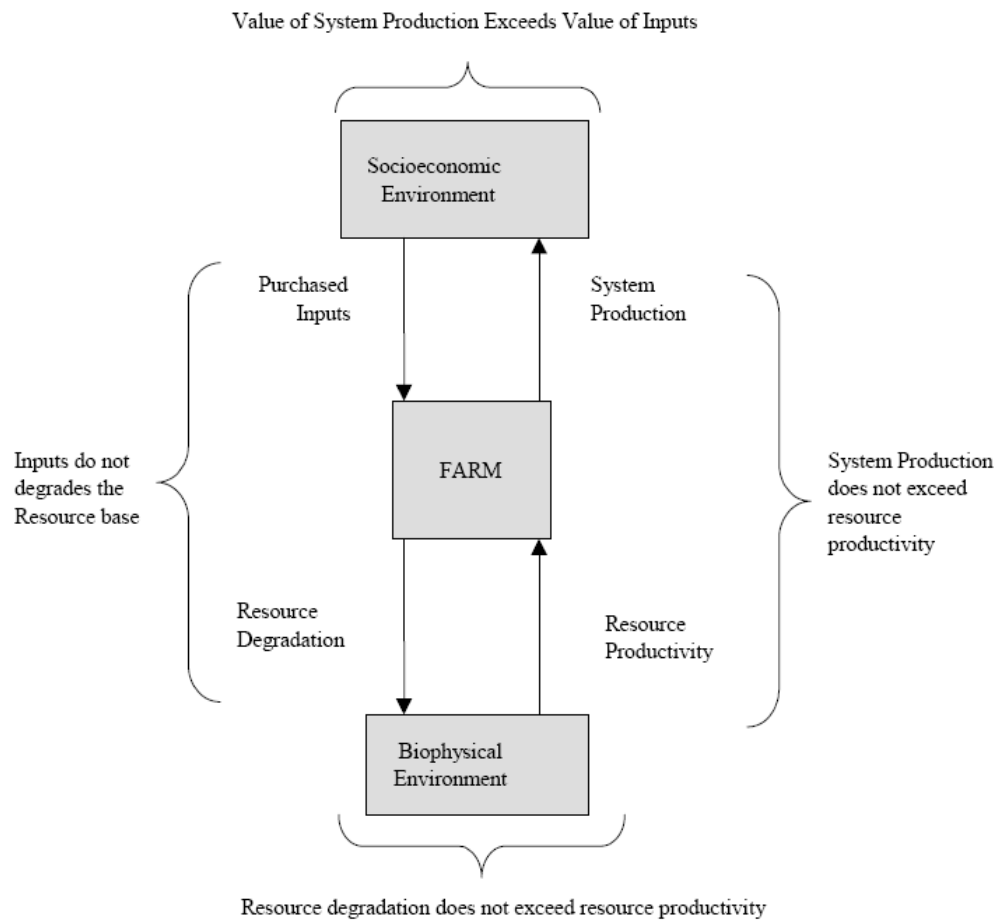 Value of System Production Exceeds Value of Inputs
Socioeconomic
Environment
Purchased
Inputs
System
Production
Inputs do not
degrades the
Resource base
FARM
System Production
does not exceed
resource
productivity
Resource
Degradation
Resource
Productivity
Biophysical
Environment
Resource degradation does not exceed resource productivity